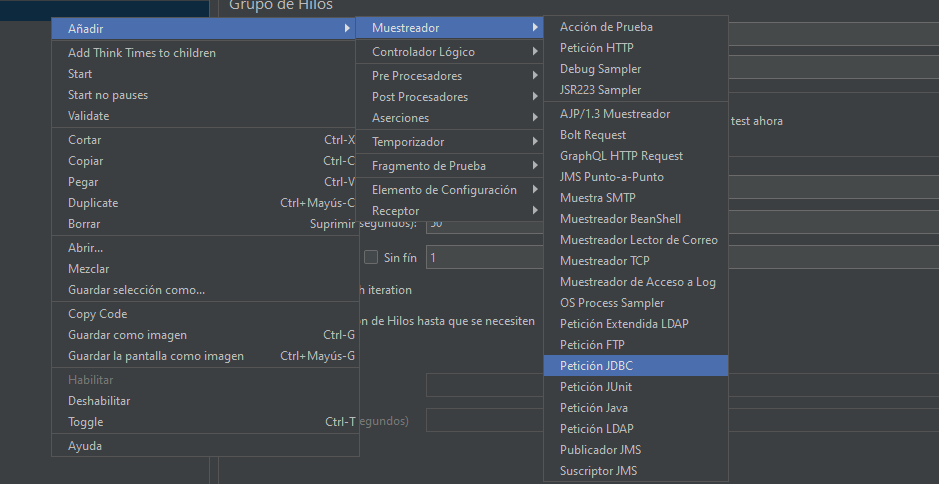 Grupo de Hilos
Añadir
Add Think Times to children
Start
Start no pauses
Validate
Cortar Ctrl-X
Copiar Ctrl-C
Pegar Ctrl-V
Duplicate Ctrl+Mayús-C
Borrar Suprimir
Abrir...
Mezclar
Guardar selección como...
Copy Code
Guardar como imagen Ctrl-G
Guardar la pantalla como imagen Ctrl+Mayús-G
Habilitar
Deshabilitar
Toggle Ctrl-T
Ayuda
Muestreador
Controlador Lógico
Pre Procesadores
Post Procesadores
Aserciones
Temporizador
Fragmento de Prueba
Elemento de Configuración
Receptor
Acción de Prueba
Petición HTTP
Debug Sampler
JSR223 Sampler
AJP/1.3 Muestreador
Bolt Request
GraphQL HTTP Request
JMS Punto-a-Punto
Muestra SMTP
Muestreador BeanShell
Muestreador Lector de Correo
Muestreador TCP
Muestreador de Acceso a Log
OS Process Sampler
Petición Extendida LDAP
Petición FTP
Petición JDBC
Petición JUnit
Petición Java
Petición LDAP
Publicador JMS
Suscriptor JMS
test ahora
segundos):
Sin fín 1
h iteration
ón de Hilos hasta que se necesiten
egundos)